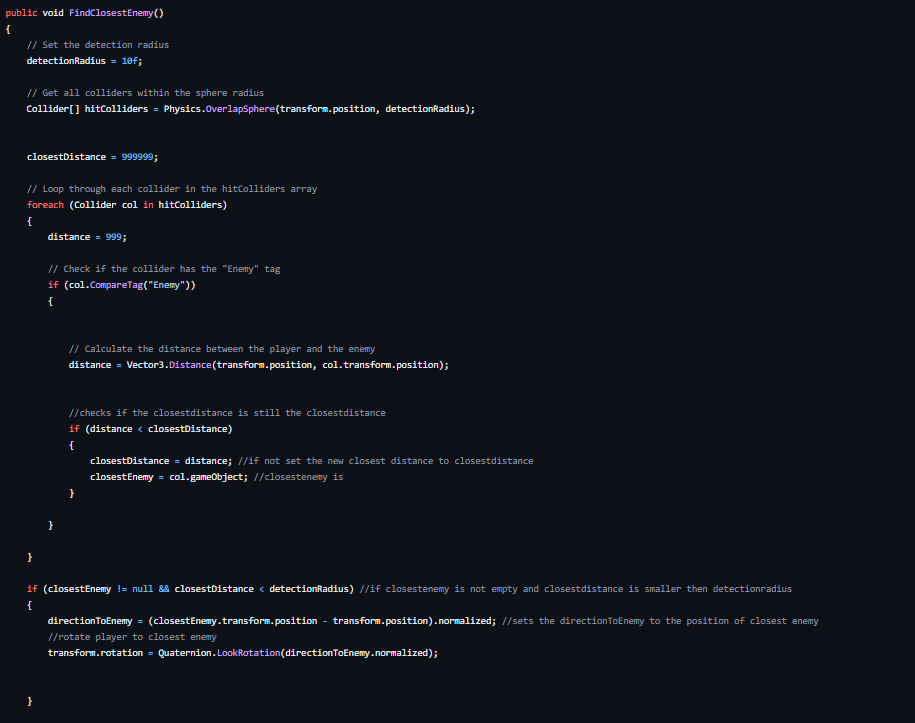 public void FindClosestEnemy()
{
// Set the detection radius
detectionRadius = 10f;
// Get all colliders within the sphere radius
Collider[] hitColliders = Physics.OverlapSphere(transform.position, detectionRadius);
closestDistance = 999999;
// Loop through each collider in the hitColliders array
foreach (Collider col in hitColliders)
{
distance = 999;
// Check if the collider has the "Enemy" tag
if (col.CompareTag("Enemy"))
{
// Calculate the distance between the player and the enemy
distance = Vector3.Distance(transform.position, col.transform.position);
//checks if the closestdistance is still the closestdistance
if (distance < closestDistance)
{
closestDistance = distance; //if not set the new closest distance to closestdistance
closestEnemy = col.gameObject; //closestenemy is
}
}
}
if (closestEnemy != null && closestDistance < detectionRadius) //if closestenemy is not empty and closestdistance is smaller then detectionradius
{
directionToEnemy = (closestEnemy.transform.position - transform.position).normalized; //sets the directionToEnemy to the position of closest enemy
//rotate player to closest enemy
transform.rotation = Quaternion.LookRotation(directionToEnemy.normalized);
}